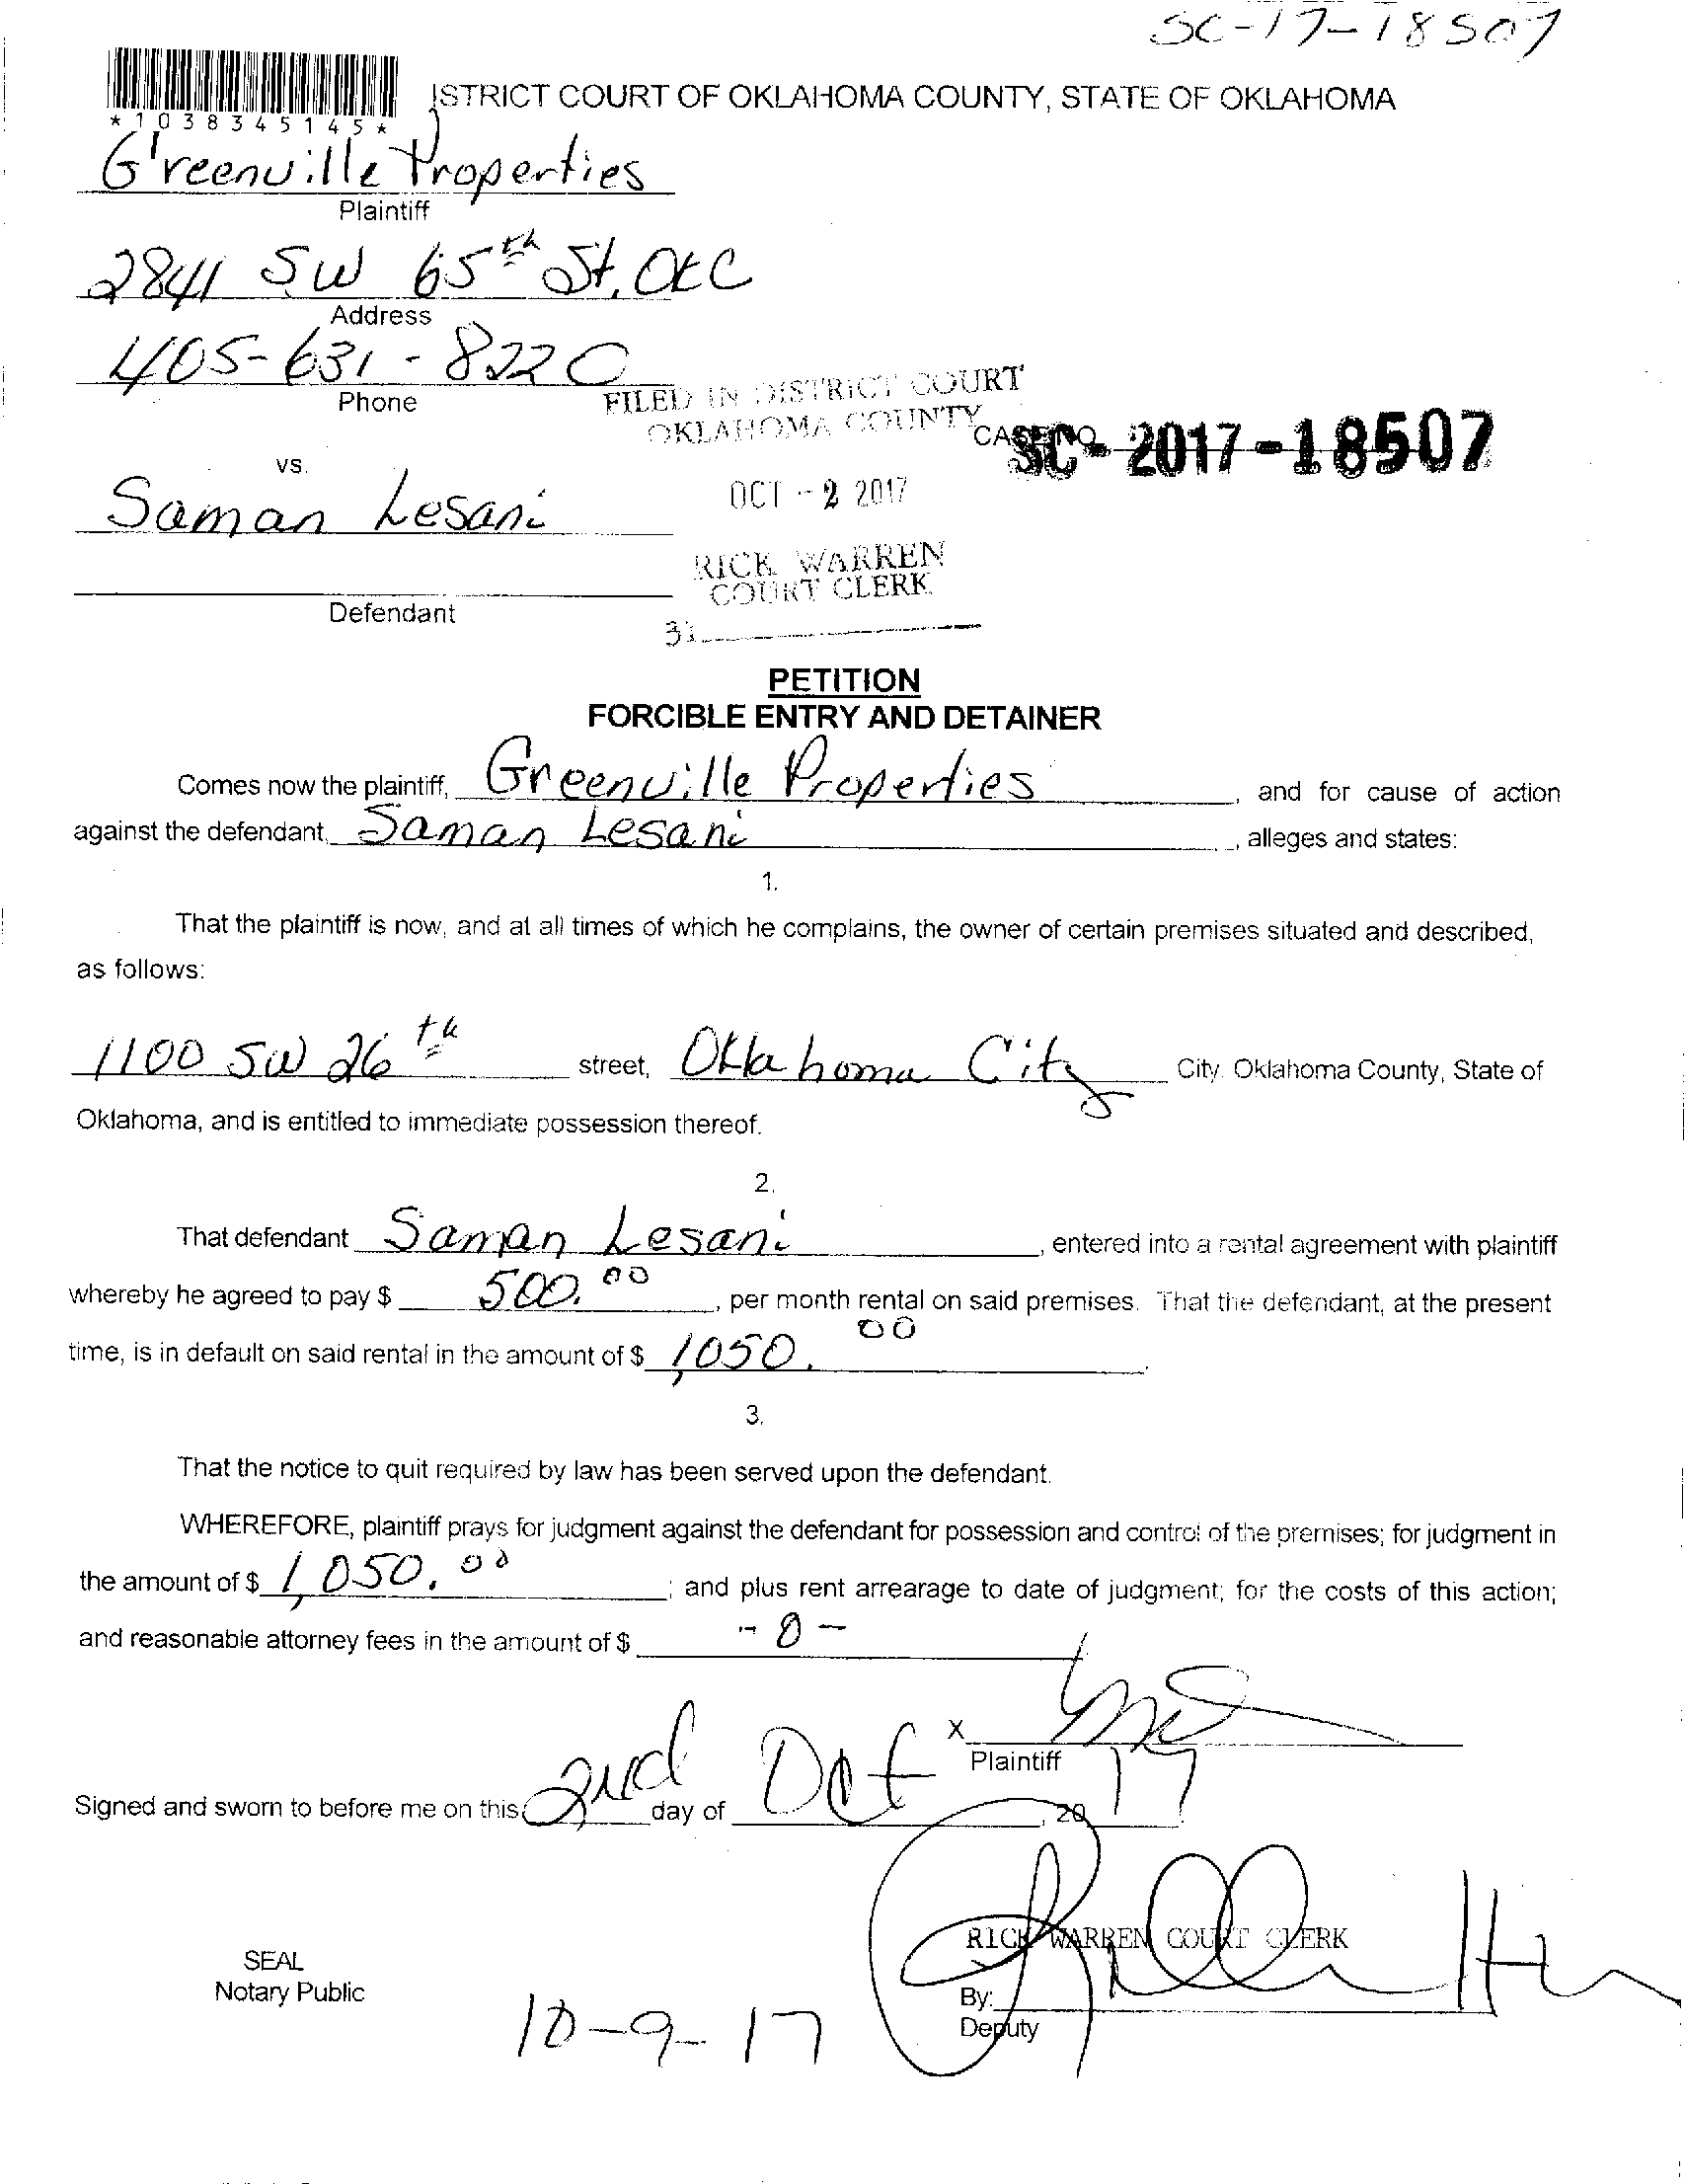 SC-17-18507
ISTRICT COURT OF OKLAHOMA COUNTY, STATE OF OKLAHOMA
*1038345145*
Greenville Properties
Plaintiff
2841 SW 65th St, OKC
Address
405-631-8220
Phone
FILED IN DISTRICT COURT
OKLAHOMA COUNTY
CASE NO. SC-2017-18507
vs.
OCT -2 2017
Saman Lesani
RICK WARREN
COURT CLERK
Defendant
31
PETITION
FORCIBLE ENTRY AND DETAINER
Comes now the plaintiff, Greenville Properties, and for cause of action
against the defendant, Saman Lesani, alleges and states:
1.
That the plaintiff is now, and at all times of which he complains, the owner of certain premises situated and described,
as follows:
1100 SW 26th street, Oklahoma City City, Oklahoma County, State of
Oklahoma, and is entitled to immediate possession thereof.
2.
That defendant Saman Lesani, entered into a rental agreement with plaintiff
whereby he agreed to pay $ 500.00, per month rental on said premises. That the defendant, at the present
time, is in default on said rental in the amount of $ 1,050.00.
3.
That the notice to quit required by law has been served upon the defendant.
WHEREFORE, plaintiff prays for judgment against the defendant for possession and control of the premises; for judgment in
the amount of $ 1,050.00; and plus rent arrearage to date of judgment; for the costs of this action;
and reasonable attorney fees in the amount of $ -0-
X
Plaintiff
Signed and sworn to before me on this 2nd day of Oct, 2017
RICK WARREN COURT CLERK
SEAL
Notary Public
By:
Deputy
10-9-17